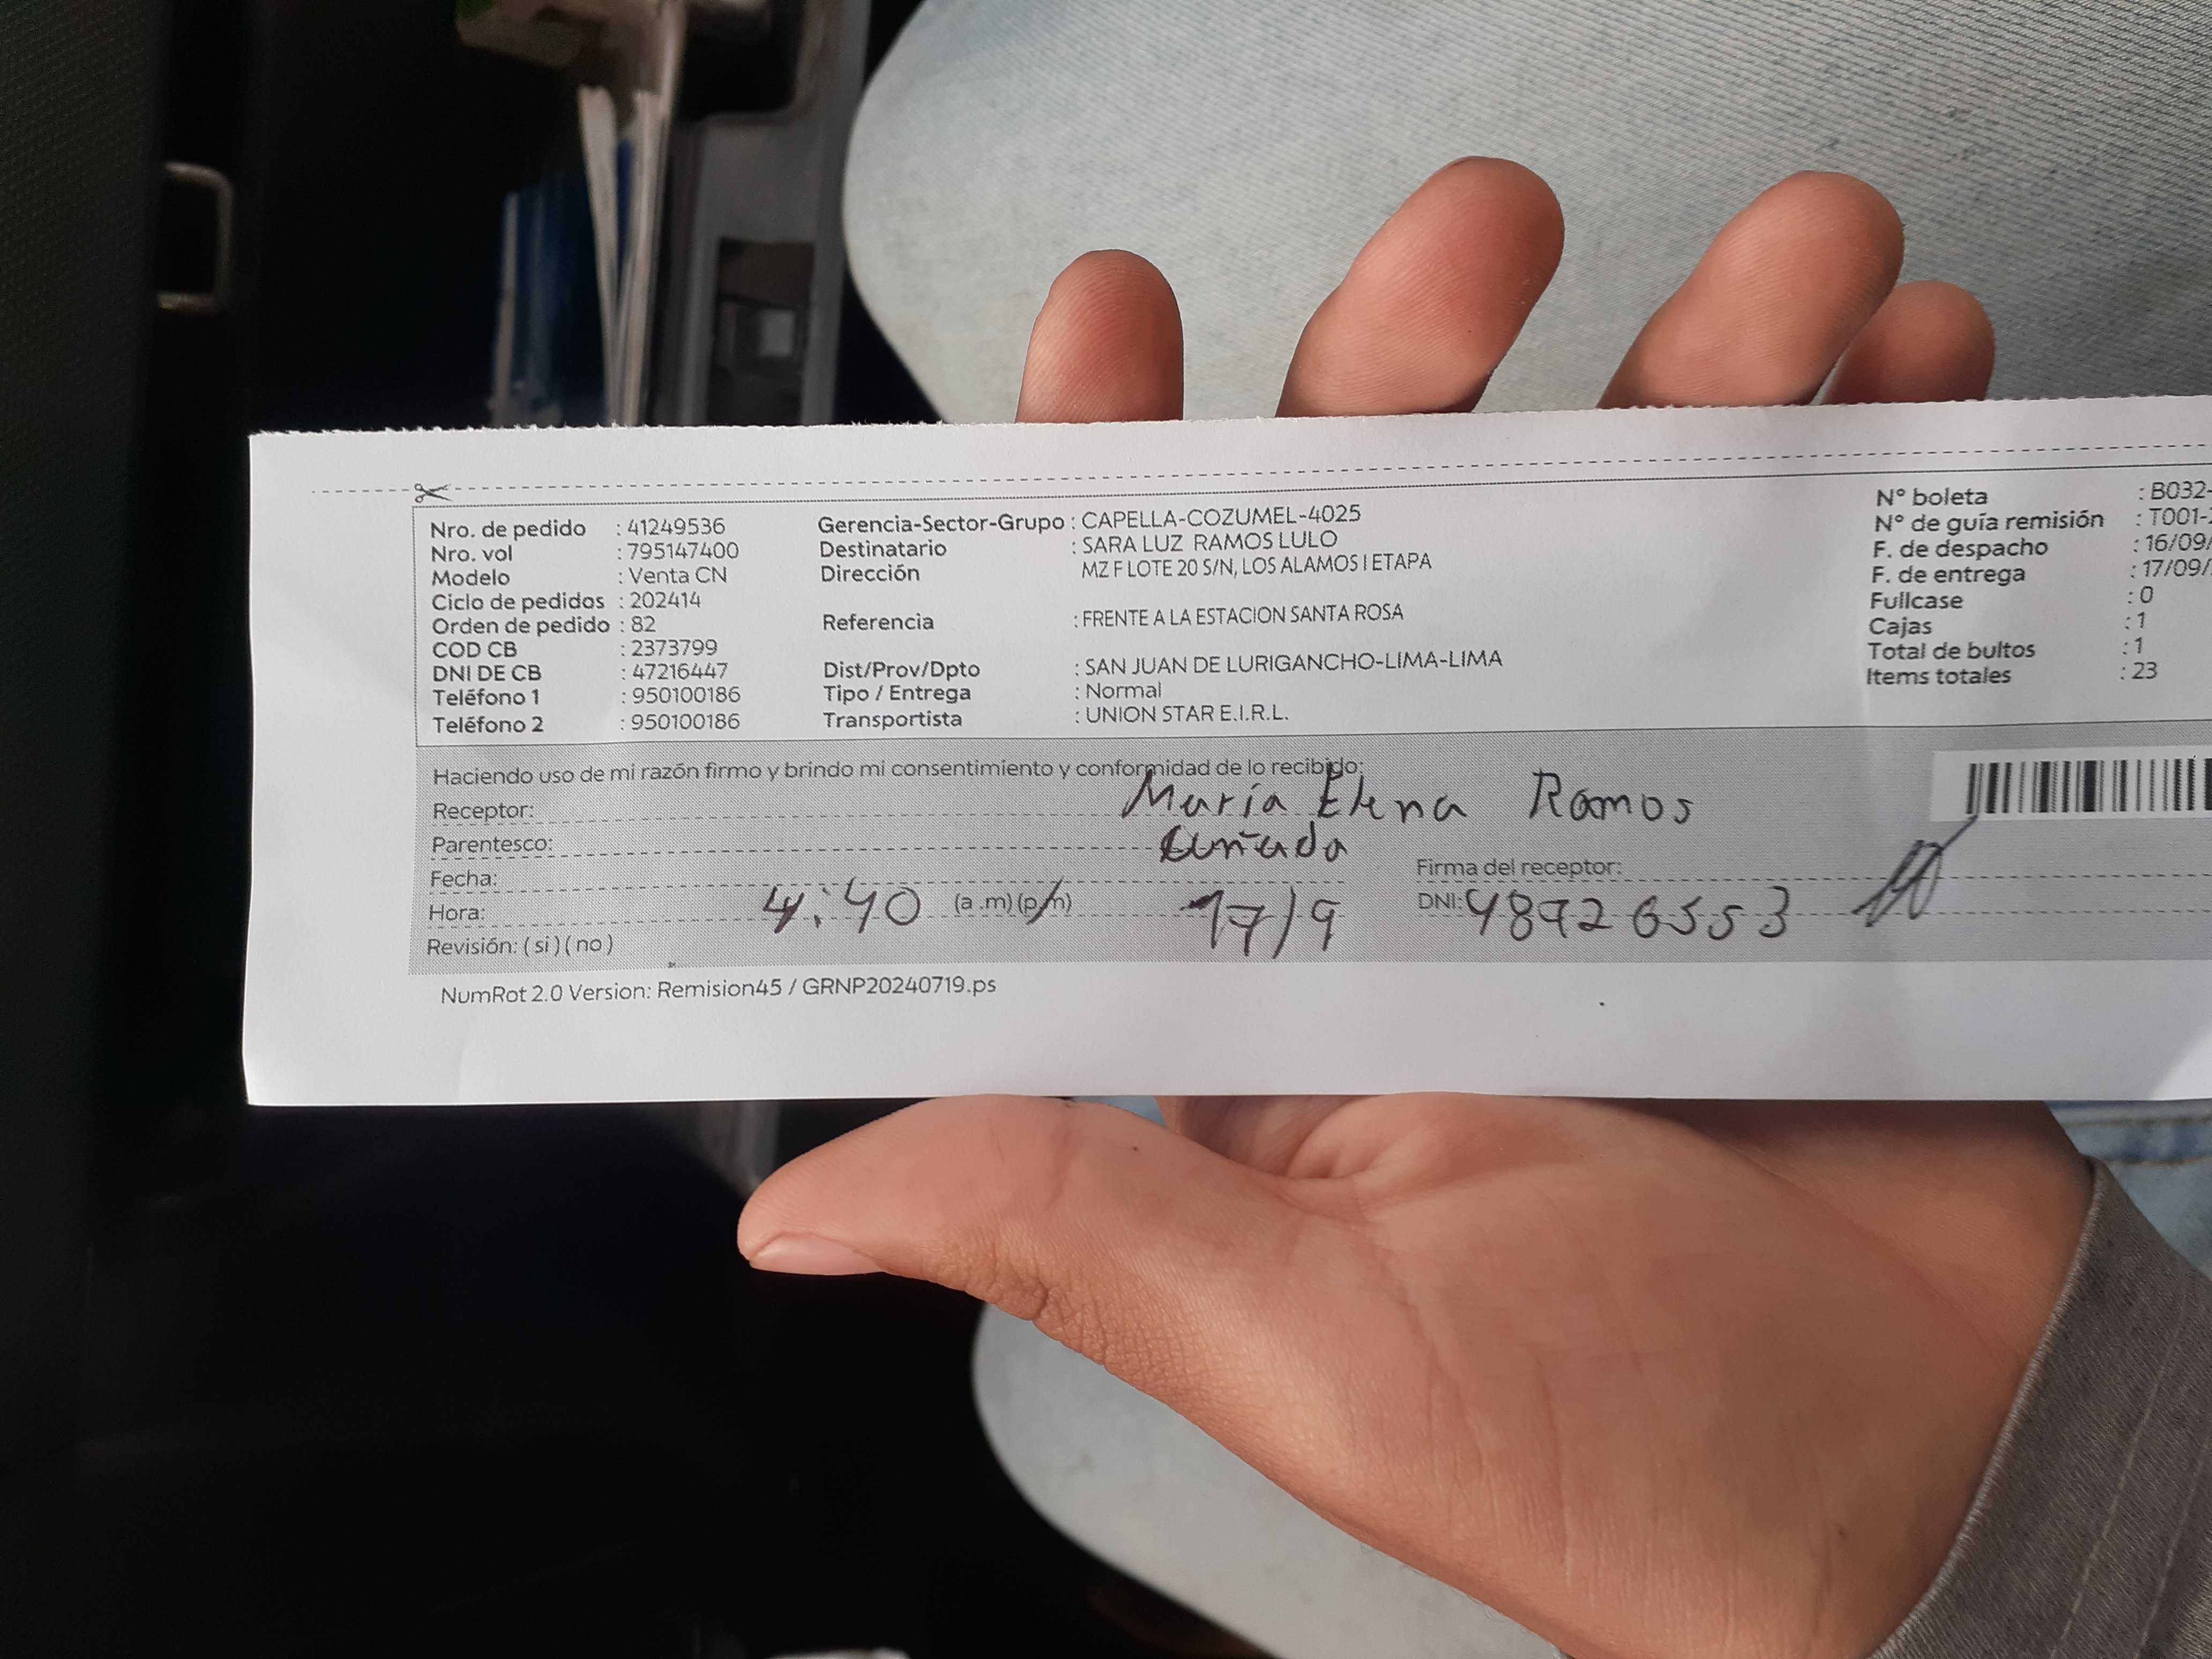 Nro. de pedido : 41249536 Gerencia-Sector-Grupo : CAPELLA-COZUMEL-4025 N° boleta : B032-
Nro. vol : 795147400 Destinatario : SARA LUZ RAMOS LULO N° de guía remisión : T001-
Modelo : Venta CN Dirección MZ F LOTE 20 S/N, LOS ALAMOS I ETAPA F. de despacho : 16/09/
Ciclo de pedidos : 202414 F. de entrega : 17/09/
Orden de pedido : 82 Referencia : FRENTE A LA ESTACION SANTA ROSA Fullcase : 0
COD CB : 2373799 Cajas : 1
DNI DE CB : 47216447 Dist/Prov/Dpto : SAN JUAN DE LURIGANCHO-LIMA-LIMA Total de bultos : 1
Teléfono 1 : 950100186 Tipo / Entrega : Normal Items totales : 23
Teléfono 2 : 950100186 Transportista : UNION STAR E.I.R.L.
Haciendo uso de mi razón firmo y brindo mi consentimiento y conformidad de lo recibido:
Receptor: María Elena Ramos
Parentesco: Cuñada
Fecha: Firma del receptor:
Hora: 4:40 (a .m) (p/m) 17/9 DNI: 48926553
Revisión: ( si ) ( no )
NumRot 2.0 Version: Remision45 / GRNP20240719.ps